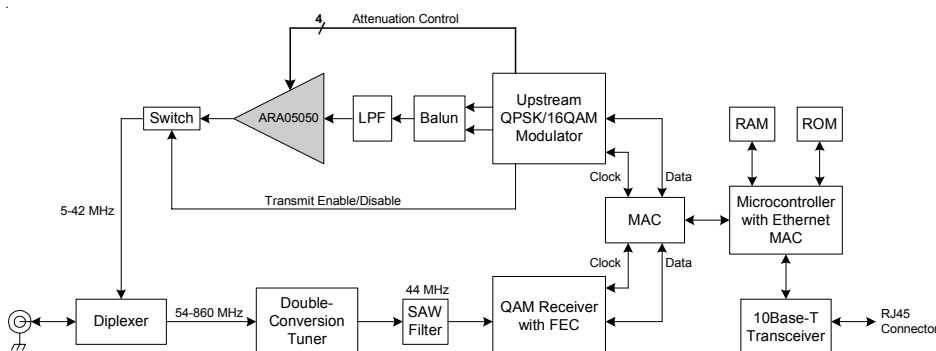 4
Attenuation Control
Switch
ARA05050
LPF
Balun
Upstream
QPSK/16QAM
Modulator
RAM
ROM
Clock
Data
5-42 MHz
Transmit Enable/Disable
MAC
Microcontroller
with Ethernet
MAC
Clock
Data
Diplexer
54-860 MHz
Double-
Conversion
Tuner
44 MHz
SAW
Filter
QAM Receiver
with FEC
10Base-T
Transceiver
RJ45
Connector